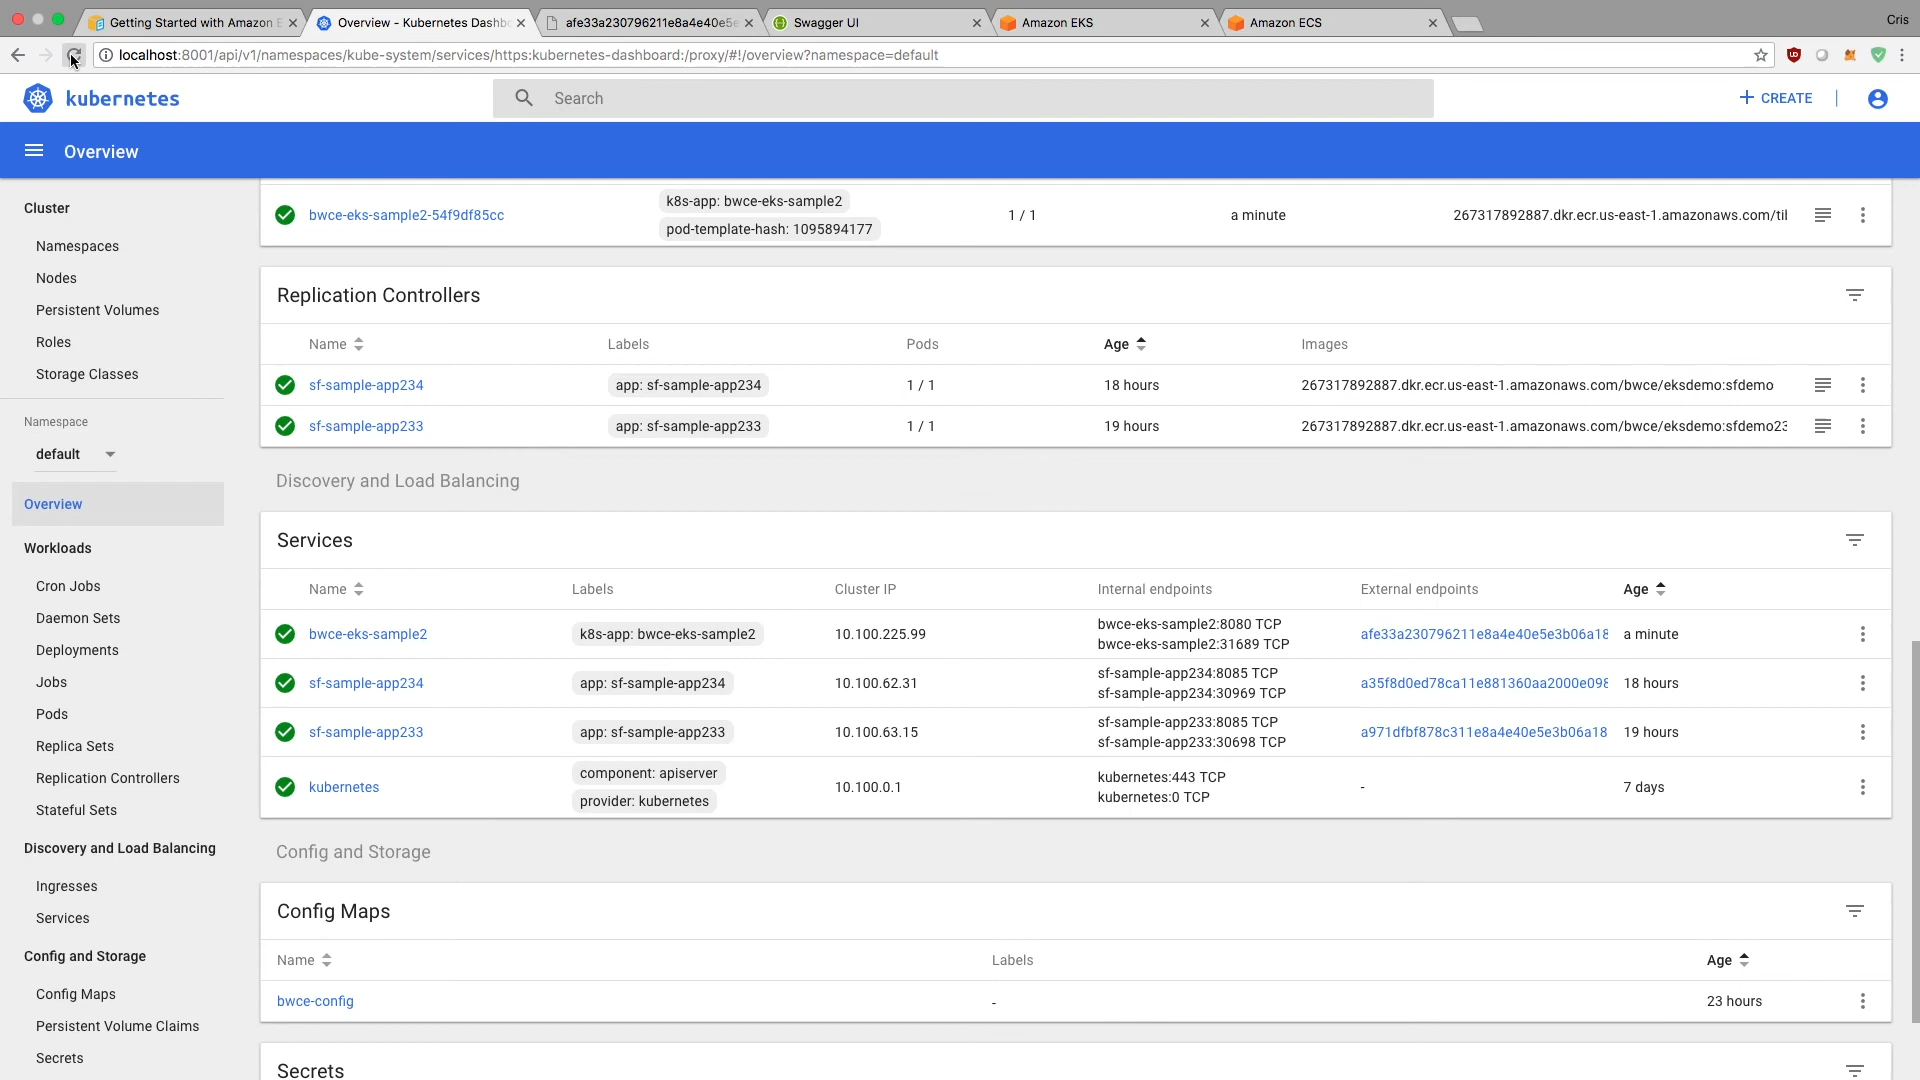 Getting Started with Amazon E
Overview - Kubernetes Dashbo
afe33a230796211e8a4e40e5e
Swagger UI
Amazon EKS
Amazon ECS
Cris
localhost:8001/api/v1/namespaces/kube-system/services/https:kubernetes-dashboard:/proxy/#!/overview?namespace=default
kubernetes
Search
CREATE
Overview
Cluster
Namespaces
Nodes
Persistent Volumes
Roles
Storage Classes
Namespace
default
Overview
Workloads
Cron Jobs
Daemon Sets
Deployments
Jobs
Pods
Replica Sets
Replication Controllers
Stateful Sets
Discovery and Load Balancing
Ingresses
Services
Config and Storage
Config Maps
Persistent Volume Claims
Secrets
bwce-eks-sample2-54f9df85cc
k8s-app: bwce-eks-sample2
pod-template-hash: 1095894177
1 / 1
a minute
267317892887.dkr.ecr.us-east-1.amazonaws.com/til
Replication Controllers
Name Labels Pods Age Images
sf-sample-app234 app: sf-sample-app234 1 / 1 18 hours 267317892887.dkr.ecr.us-east-1.amazonaws.com/bwce/eksdemo:sfdemo
sf-sample-app233 app: sf-sample-app233 1 / 1 19 hours 267317892887.dkr.ecr.us-east-1.amazonaws.com/bwce/eksdemo:sfdemo23
Discovery and Load Balancing
Services
Name Labels Cluster IP Internal endpoints External endpoints Age
bwce-eks-sample2 k8s-app: bwce-eks-sample2 10.100.225.99 bwce-eks-sample2:8080 TCP
bwce-eks-sample2:31689 TCP
afe33a230796211e8a4e40e5e3b06a18 a minute
sf-sample-app234 app: sf-sample-app234 10.100.62.31 sf-sample-app234:8085 TCP
sf-sample-app234:30969 TCP
a35f8d0ed78ca11e881360aa2000e098 18 hours
sf-sample-app233 app: sf-sample-app233 10.100.63.15 sf-sample-app233:8085 TCP
sf-sample-app233:30698 TCP
a971dfbf878c311e8a4e40e5e3b06a18 19 hours
kubernetes component: apiserver
provider: kubernetes
10.100.0.1 kubernetes:443 TCP
kubernetes:0 TCP
- 7 days
Config and Storage
Config Maps
Name Labels Age
bwce-config - 23 hours
Secrets